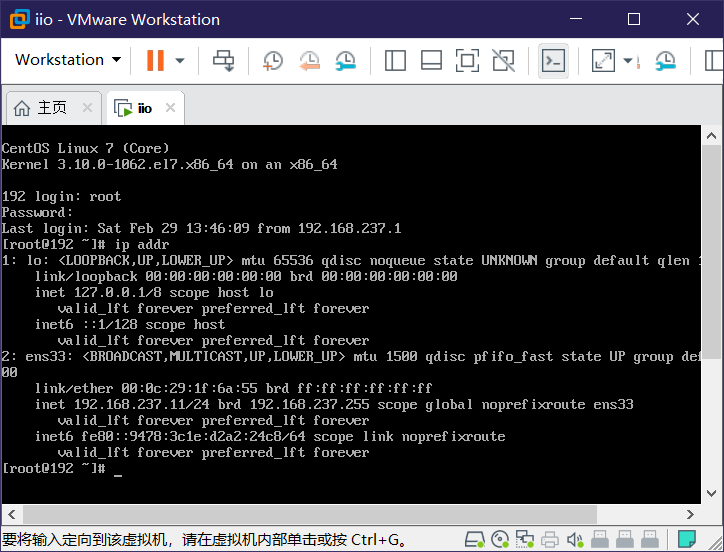 iio - VMware Workstation
Workstation
主页
iio
CentOS Linux 7 (Core)
Kernel 3.10.0-1062.el7.x86_64 on an x86_64
192 login: root
Password:
Last login: Sat Feb 29 13:46:09 from 192.168.237.1
[root@192 ~]# ip addr
1: lo: <LOOPBACK,UP,LOWER_UP> mtu 65536 qdisc noqueue state UNKNOWN group default qlen 1
link/loopback 00:00:00:00:00:00 brd 00:00:00:00:00:00
inet 127.0.0.1/8 scope host lo
valid_lft forever preferred_lft forever
inet6 ::1/128 scope host
valid_lft forever preferred_lft forever
2: ens33: <BROADCAST,MULTICAST,UP,LOWER_UP> mtu 1500 qdisc pfifo_fast state UP group def
00
link/ether 00:0c:29:1f:6a:55 brd ff:ff:ff:ff:ff:ff
inet 192.168.237.11/24 brd 192.168.237.255 scope global noprefixroute ens33
valid_lft forever preferred_lft forever
inet6 fe80::9478:3c1e:d2a2:24c8/64 scope link noprefixroute
valid_lft forever preferred_lft forever
[root@192 ~]# _
要将输入定向到该虚拟机，请在虚拟机内部单击或按 Ctrl+G。